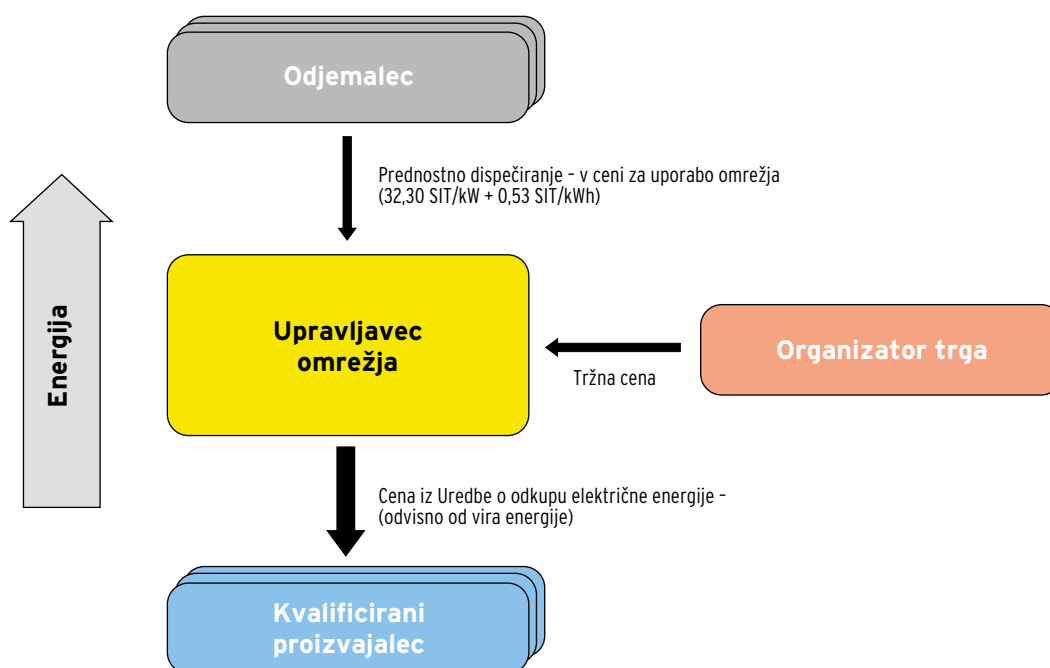 Odjemalec
Prednostno dispečiranje - v ceni za uporabo omrežja
(32,30 SIT/kW + 0,53 SIT/kWh)
Energija
Upravljavec
omrežja
Organizator trga
Tržna cena
Cena iz Uredbe o odkupu električne energije -
(odvisno od vira energije)
Kvalificirani
proizvajalec